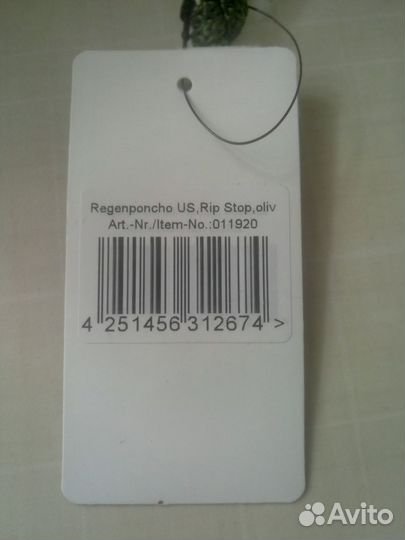 Regenponcho US,Rip Stop,oliv
Art.-Nr./Item-No.:011920
4 251456 312674 >
Avito